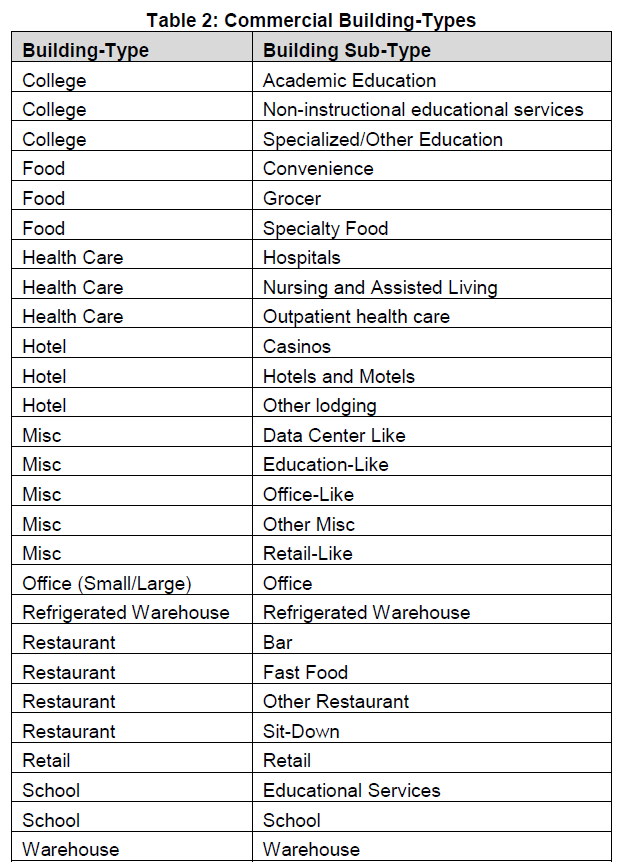 Table 2: Commercial Building-Types
Building-Type Building Sub-Type
College Academic Education
College Non-instructional educational services
College Specialized/Other Education
Food Convenience
Food Grocer
Food Specialty Food
Health Care Hospitals
Health Care Nursing and Assisted Living
Health Care Outpatient health care
Hotel Casinos
Hotel Hotels and Motels
Hotel Other lodging
Misc Data Center Like
Misc Education-Like
Misc Office-Like
Misc Other Misc
Misc Retail-Like
Office (Small/Large) Office
Refrigerated Warehouse Refrigerated Warehouse
Restaurant Bar
Restaurant Fast Food
Restaurant Other Restaurant
Restaurant Sit-Down
Retail Retail
School Educational Services
School School
Warehouse Warehouse